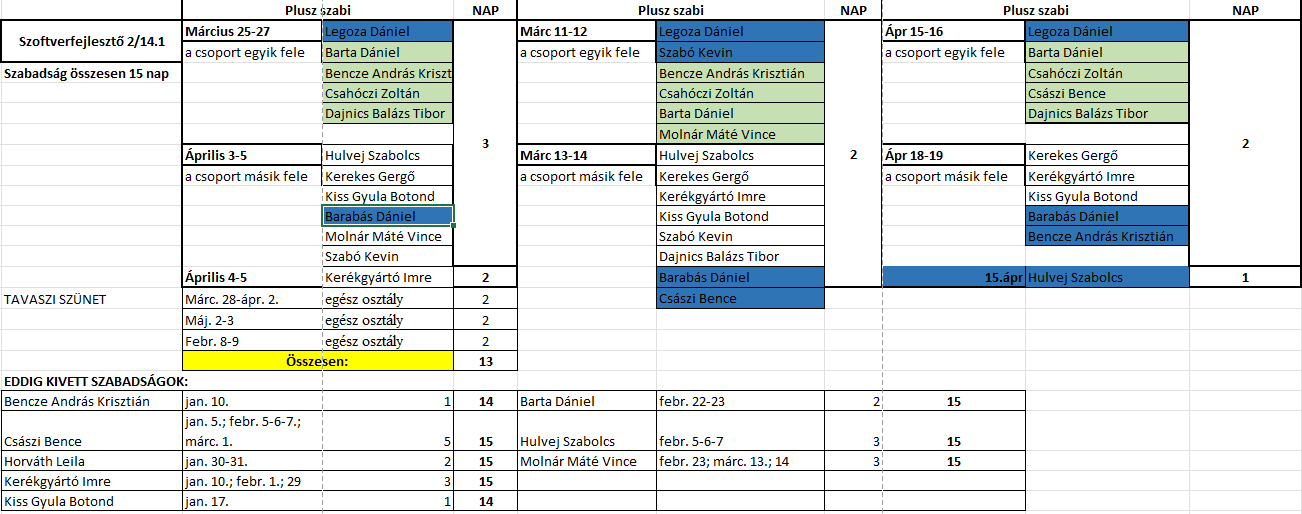 Plusz szabi NAP Plusz szabi NAP Plusz szabi NAP
Szoftverfejlesztő 2/14.1 Március 25-27 Legoza Dániel Márc 11-12 Legoza Dániel Ápr 15-16 Legoza Dániel
a csoport egyik fele Barta Dániel a csoport egyik fele Szabó Kevin a csoport egyik fele Barta Dániel
Szabadság összesen 15 nap Bencze András Kriszt Bencze András Krisztián Csahóczi Zoltán
Csahóczi Zoltán Csahóczi Zoltán Császi Bence
Dajnics Balázs Tibor Barta Dániel Dajnics Balázs Tibor
3 Molnár Máté Vince 2
Április 3-5 Hulvej Szabolcs Márc 13-14 Hulvej Szabolcs 2 Ápr 18-19 Kerekes Gergő
a csoport másik fele Kerekes Gergő a csoport másik fele Kerekes Gergő a csoport másik fele Kerékgyártó Imre
Kiss Gyula Botond Kerékgyártó Imre Kiss Gyula Botond
Barabás Dániel Kiss Gyula Botond Barabás Dániel
Molnár Máté Vince Szabó Kevin Bencze András Krisztián
Szabó Kevin Dajnics Balázs Tibor
Április 4-5 Kerékgyártó Imre 2 Barabás Dániel 15.ápr Hulvej Szabolcs 1
TAVASZI SZÜNET Márc. 28-ápr. 2. egész osztály 2 Császi Bence
Máj. 2-3 egész osztály 2
Febr. 8-9 egész osztály 2
Összesen: 13
EDDIG KIVETT SZABADSÁGOK:
Bencze András Krisztián jan. 10. 1 14 Barta Dániel febr. 22-23 2 15
jan. 5.; febr. 5-6-7.;
Császi Bence márc. 1. 5 15 Hulvej Szabolcs febr. 5-6-7 3 15
Horváth Leila jan. 30-31. 2 15 Molnár Máté Vince febr. 23; márc. 13.; 14 3 15
Kerékgyártó Imre jan. 10.; febr. 1.; 29 3 15
Kiss Gyula Botond jan. 17. 1 14